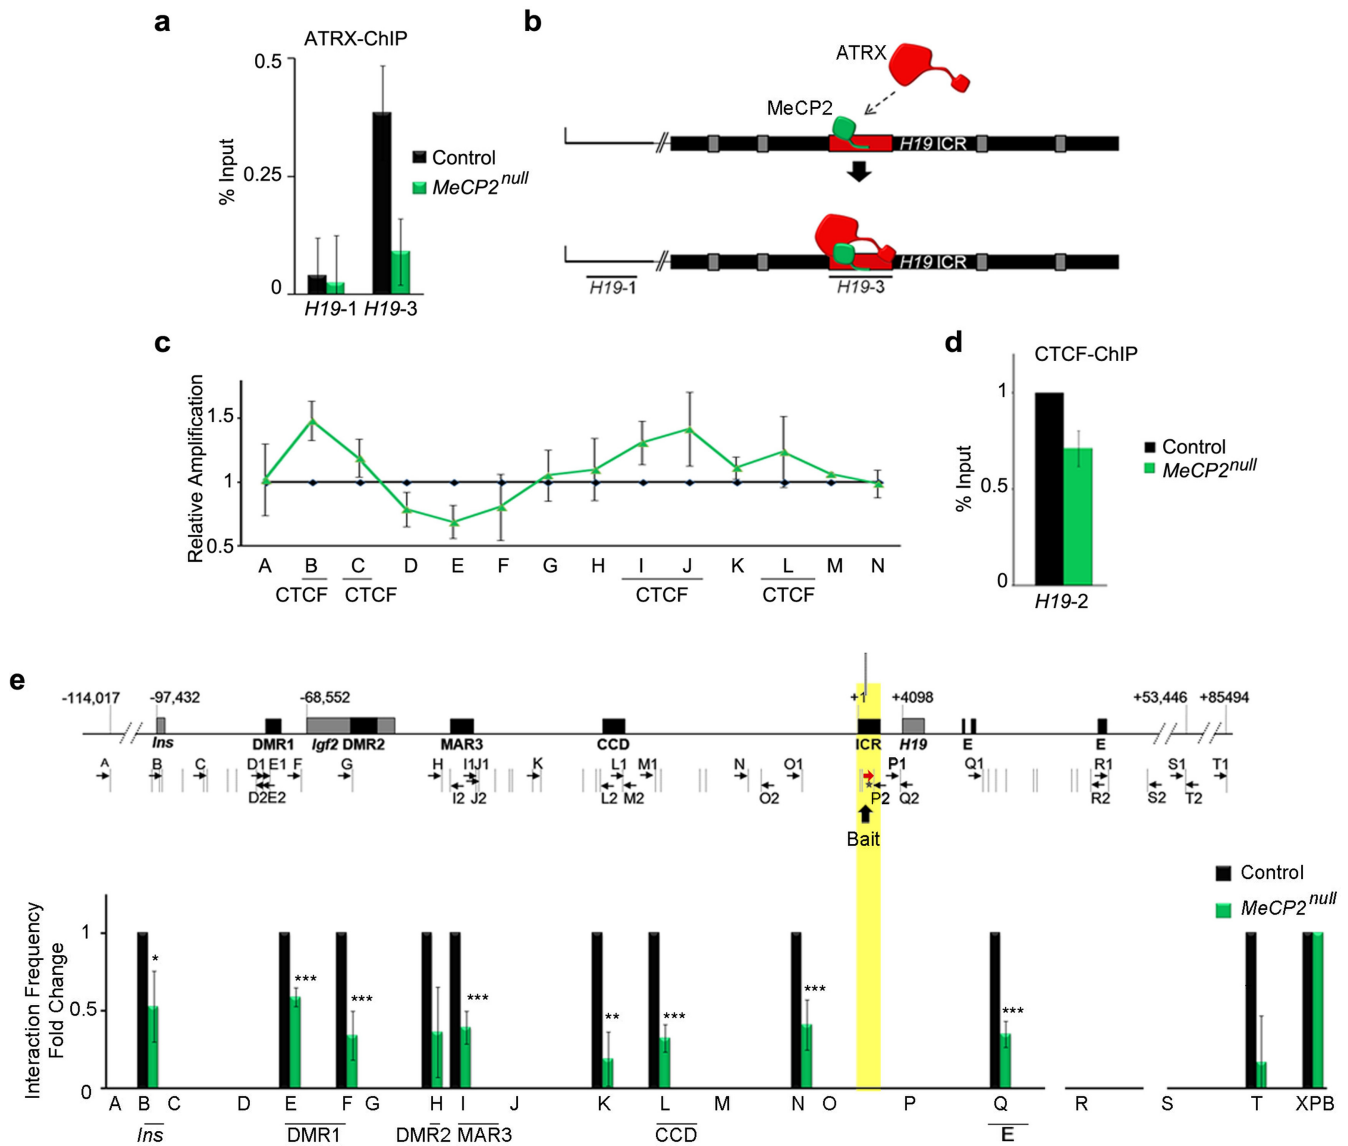 a
ATRX-ChIP
% Input
0.5
0.25
0
Control
MeCP2null
H19-1 H19-3
b
ATRX
MeCP2
H19 ICR
H19 ICR
H19-1
H19-3
c
Relative Amplification
1.5
1
0.5
A B C D E F G H I J K L M N
CTCF CTCF CTCF CTCF
d
CTCF-ChIP
% Input
1
0.5
0
Control
MeCP2null
H19-2
e
-114,017 -97,432 -68,552 +1 +4098 +53,446 +85494
Ins DMR1 Igf2 DMR2 MAR3 CCD ICR H19 E E
A B C D1 E1 F G H I1 J1 K L1 M1 N O1 P1 Q1 R1 S1 T1
D2 E2 I2 J2 L2 M2 O2 P2 Q2 R2 S2 T2
Bait
Control
MeCP2null
Interaction Frequency
Fold Change
1
0.5
0
* *** *** *** ** *** *** ***
A B C D E F G H I J K L M N O P Q R S T XPB
Ins DMR1 DMR2 MAR3 CCD E